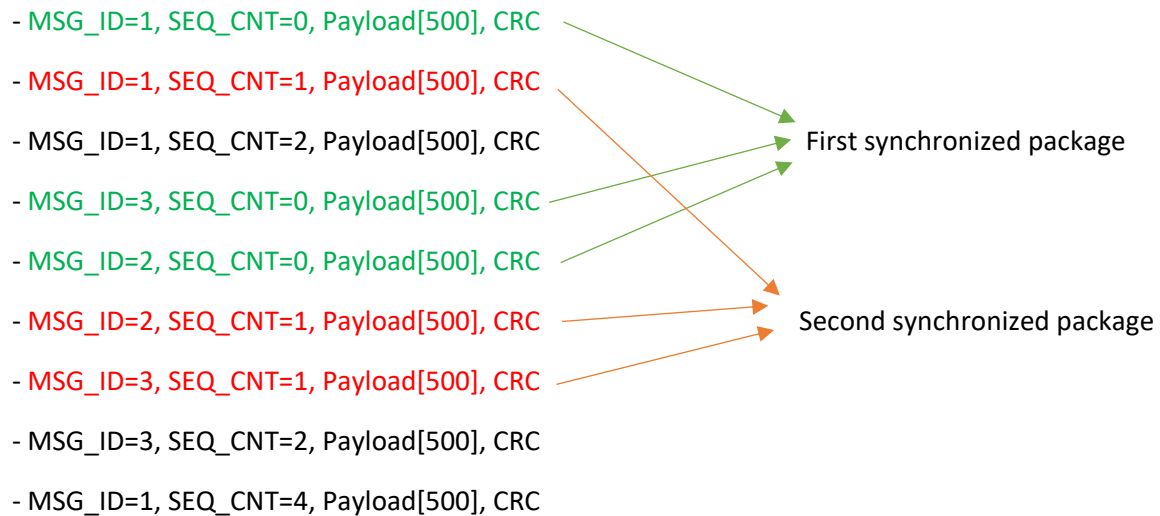 - MSG_ID=1, SEQ_CNT=0, Payload[500], CRC
- MSG_ID=1, SEQ_CNT=1, Payload[500], CRC
- MSG_ID=1, SEQ_CNT=2, Payload[500], CRC
First synchronized package
- MSG_ID=3, SEQ_CNT=0, Payload[500], CRC
- MSG_ID=2, SEQ_CNT=0, Payload[500], CRC
- MSG_ID=2, SEQ_CNT=1, Payload[500], CRC
Second synchronized package
- MSG_ID=3, SEQ_CNT=1, Payload[500], CRC
- MSG_ID=3, SEQ_CNT=2, Payload[500], CRC
- MSG_ID=1, SEQ_CNT=4, Payload[500], CRC